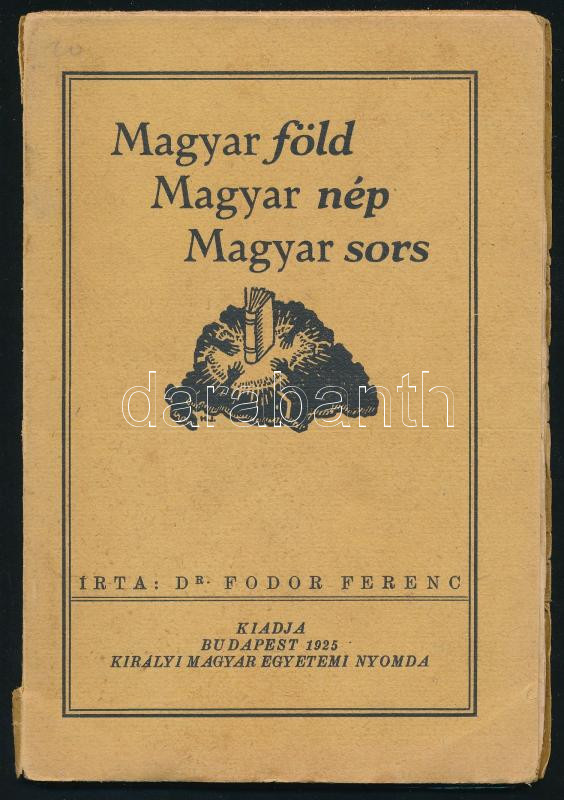 Magyar föld
Magyar nép
Magyar sors
darabanth
ÍRTA: DR. FODOR FERENC
KIADJA
BUDAPEST 1925
KIRÁLYI MAGYAR EGYETEMI NYOMDA